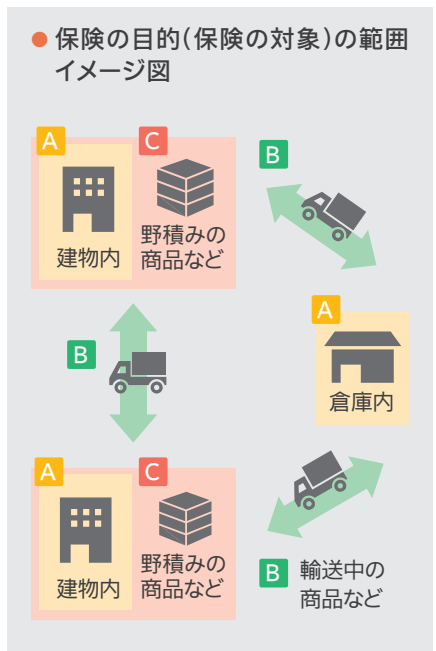 ● 保険の目的(保険の対象)の範囲
イメージ図
A
C
B
建物内
野積みの
商品など
A
B
倉庫内
A
C
建物内
野積みの
商品など
B 輸送中の
商品など